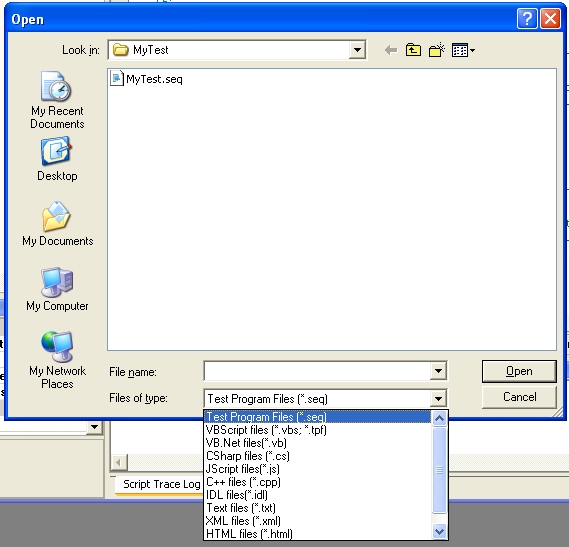 Open
Look in:
MyTest
MyTest.seq
My Recent
Documents
Desktop
My Documents
My Computer
My Network
Places
File name:
Open
Files of type:
Test Program Files (*.seq)
Cancel
Test Program Files (*.seq)
VBScript files (*.vbs; *.tpf)
VB.Net files(*.vb)
CSharp files (*.cs)
JScript files(*.js)
C++ files (*.cpp)
IDL files(*.idl)
Text files (*.txt)
XML files (*.xml)
HTML files (*.html)
Script Trace Log